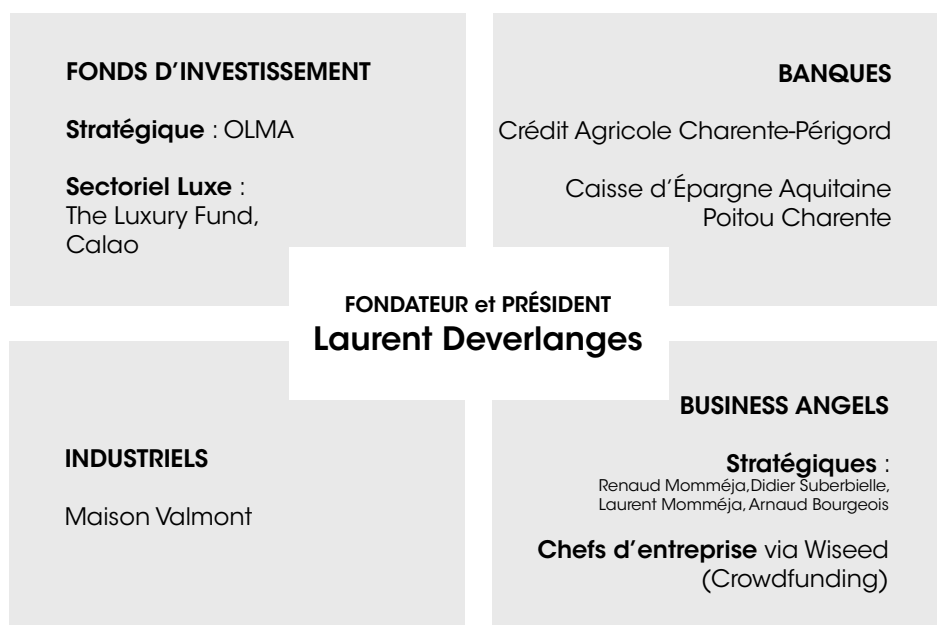 FONDS D’INVESTISSEMENT
Stratégique : OLMA
Sectoriel Luxe :
The Luxury Fund,
Calao
BANQUES
Crédit Agricole Charente-Périgord
Caisse d’Épargne Aquitaine
Poitou Charente
FONDATEUR et PRÉSIDENT
Laurent Deverlanges
INDUSTRIELS
Maison Valmont
BUSINESS ANGELS
Stratégiques :
Renaud Momméja,Didier Suberbielle,
Laurent Momméja, Arnaud Bourgeois
Chefs d’entreprise via Wiseed
(Crowdfunding)